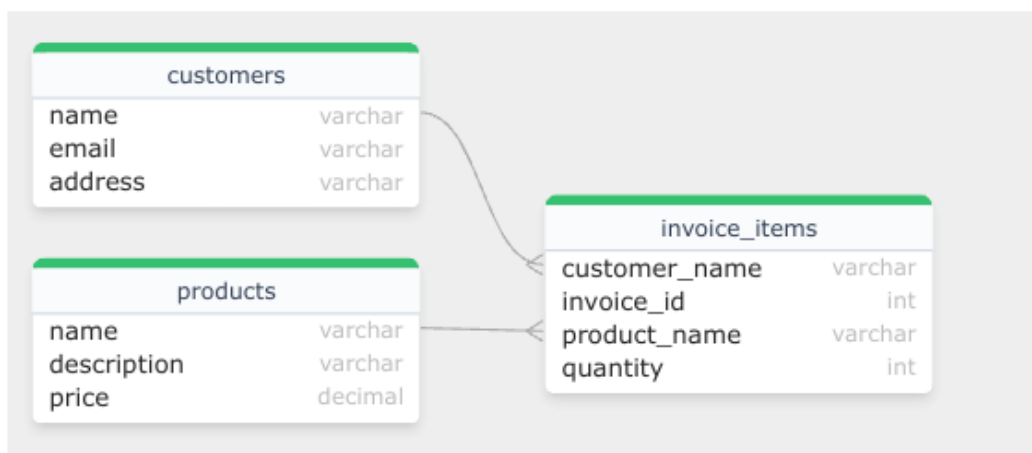 customers
name varchar
email varchar
address varchar
products
name varchar
description varchar
price decimal
invoice_items
customer_name varchar
invoice_id int
product_name varchar
quantity int